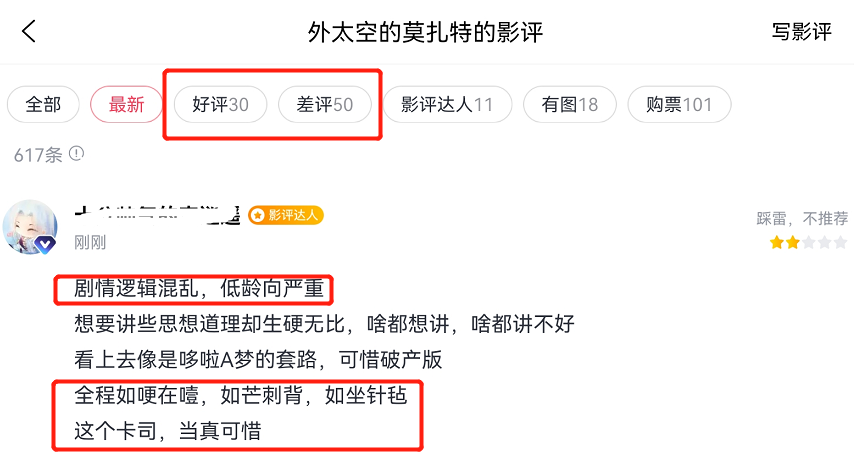 外太空的莫扎特的影评
写影评
全部 最新 好评30 差评50 影评达人11 有图18 购票101
617条
影评达人
踩雷，不推荐
刚刚
剧情逻辑混乱，低龄向严重
想要讲些思想道理却生硬无比，啥都想讲，啥都讲不好
看上去像是哆啦A梦的套路，可惜破产版
全程如哽在噎，如芒刺背，如坐针毡
这个卡司，当真可惜